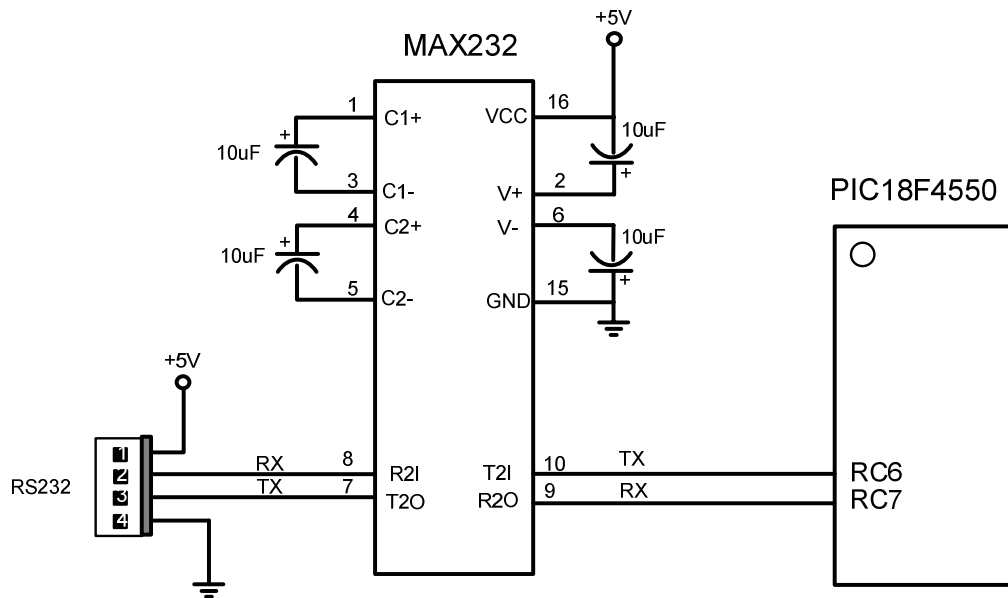 +5V
MAX232
1
C1+
VCC
16
+
10uF
10uF
+
3
C1-
V+
2
4
C2+
V-
6
+
10uF
10uF
+
5
C2-
GND
15
PIC18F4550
+5V
RS232
1
2
3
4
RX
8
R2I
T2I
10
TX
RC6
TX
7
T2O
R2O
9
RX
RC7